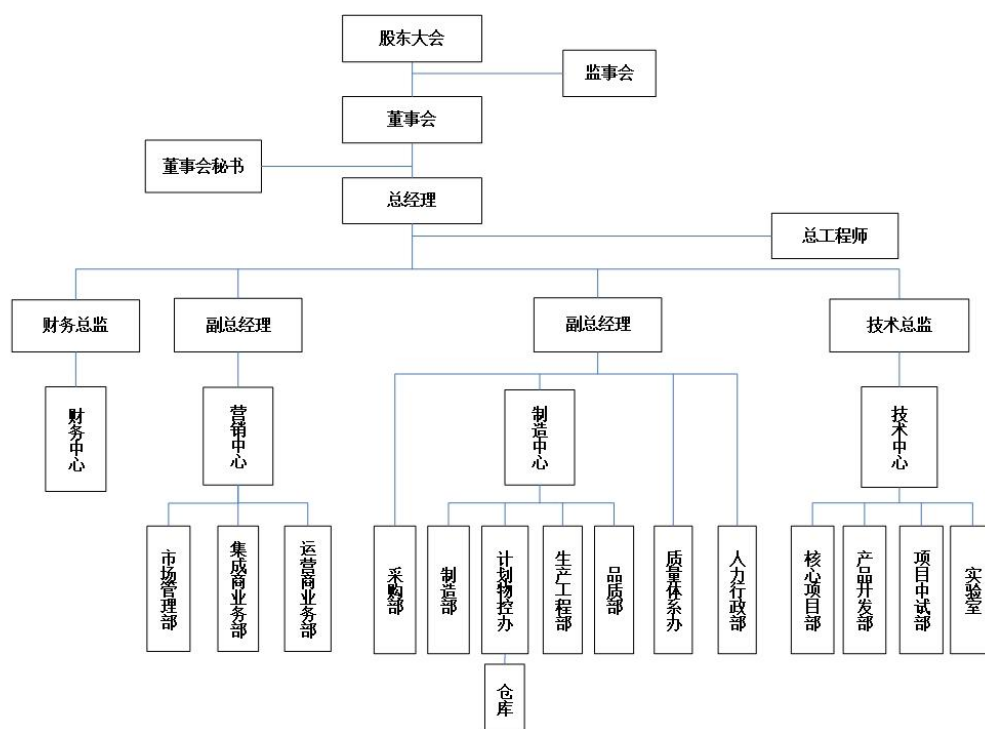 股东大会
监事会
董事会
董事会秘书
总经理
总工程师
财务总监
副总经理
副总经理
技术总监
财务中心
营销中心
制造中心
技术中心
市场管理部
集成商业务部
运营商业务部
采购部
制造部
计划物控办
生产工程部
品质部
质量体系办
人力行政部
核心项目部
产品开发部
项目中试部
实验室
仓库